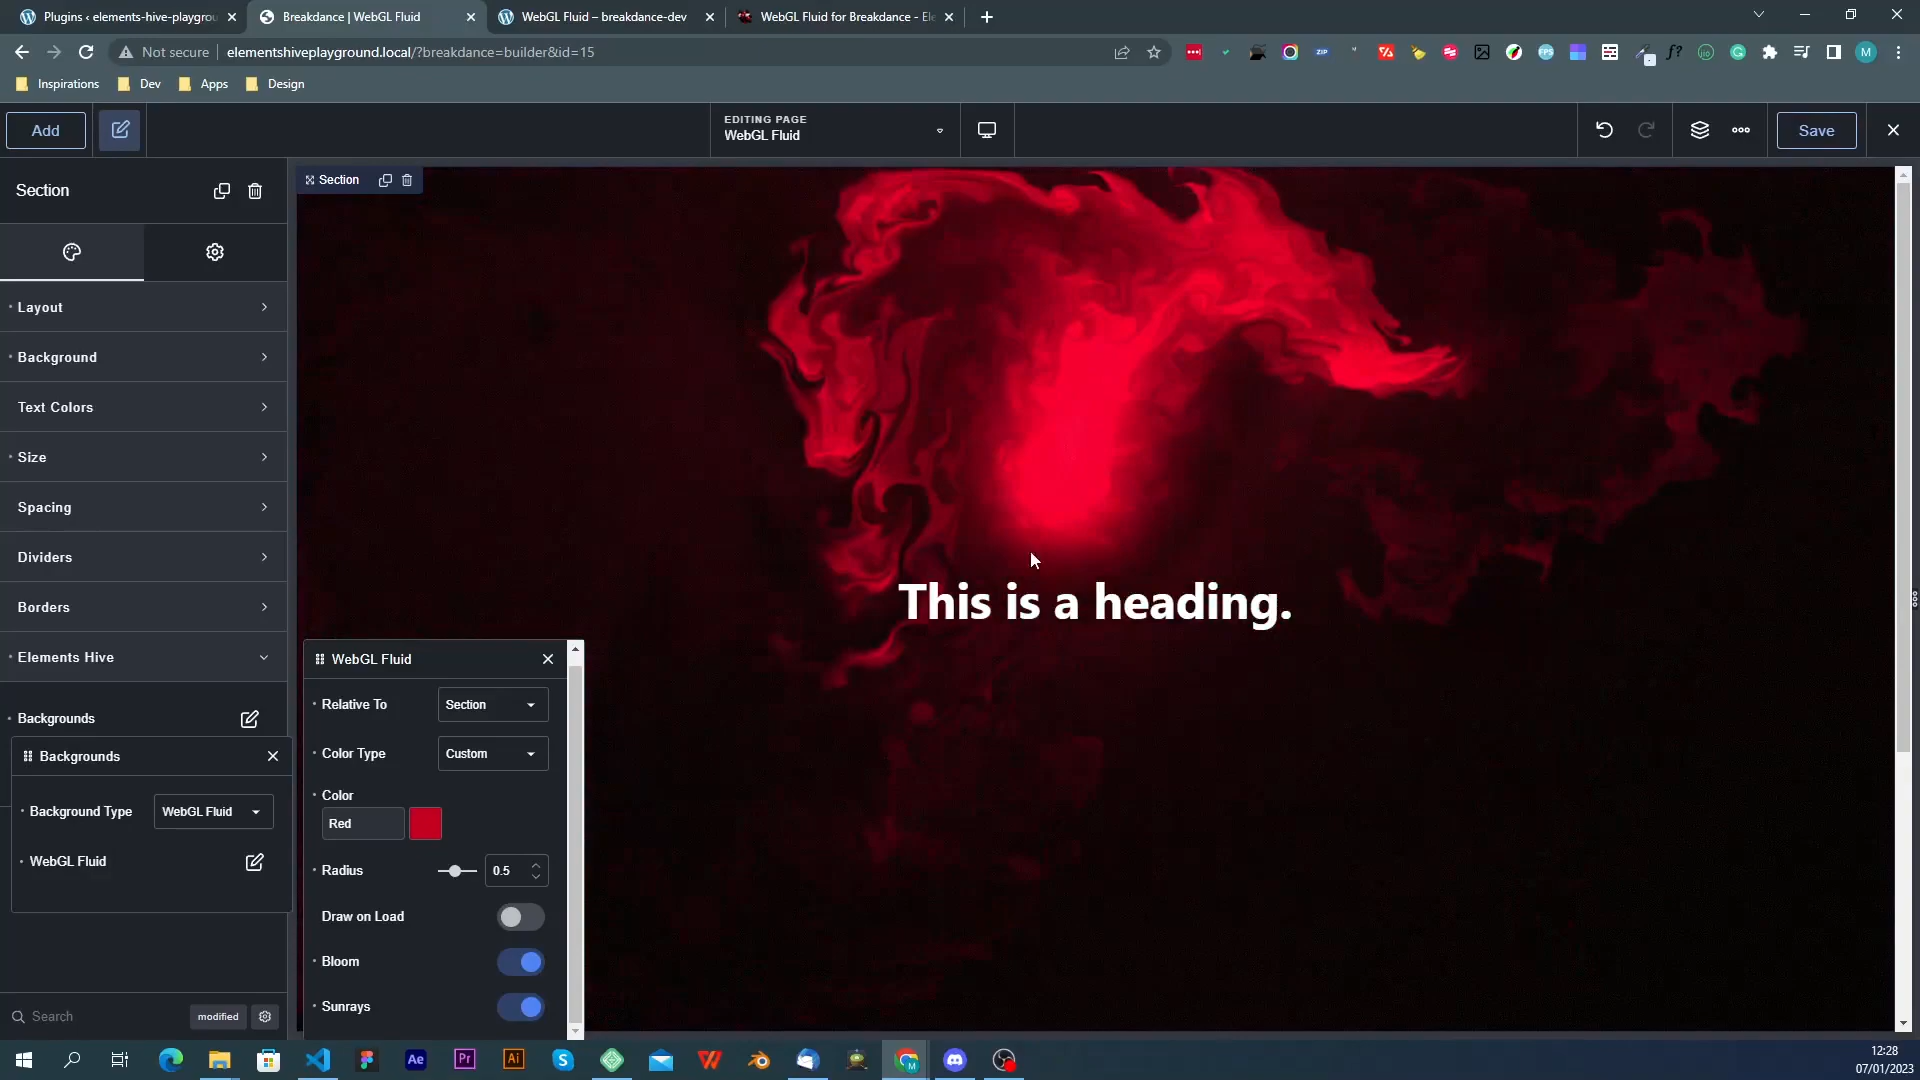 Plugins ‹ elements-hive-playgrou
Breakdance | WebGL Fluid
WebGL Fluid – breakdance-dev
WebGL Fluid for Breakdance - Ele
Not secure
elementshiveplayground.local/?breakdance=builder&id=15
Inspirations
Dev
Apps
Design
Add
EDITING PAGE
WebGL Fluid
Save
Section
Section
Layout
Background
Text Colors
Size
Spacing
Dividers
Borders
Elements Hive
Backgrounds
Backgrounds
Background Type
WebGL Fluid
WebGL Fluid
Search
modified
WebGL Fluid
Relative To
Section
Color Type
Custom
Color
Red
Radius
0.5
Draw on Load
Bloom
Sunrays
This is a heading.
12:28
07/01/2023